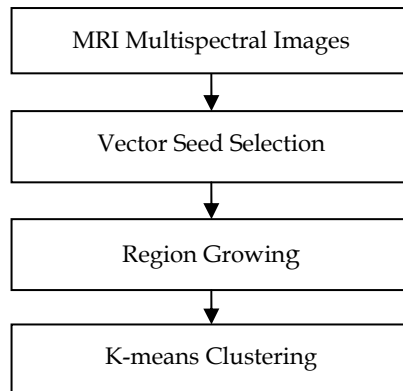 MRI Multispectral Images
Vector Seed Selection
Region Growing
K-means Clustering